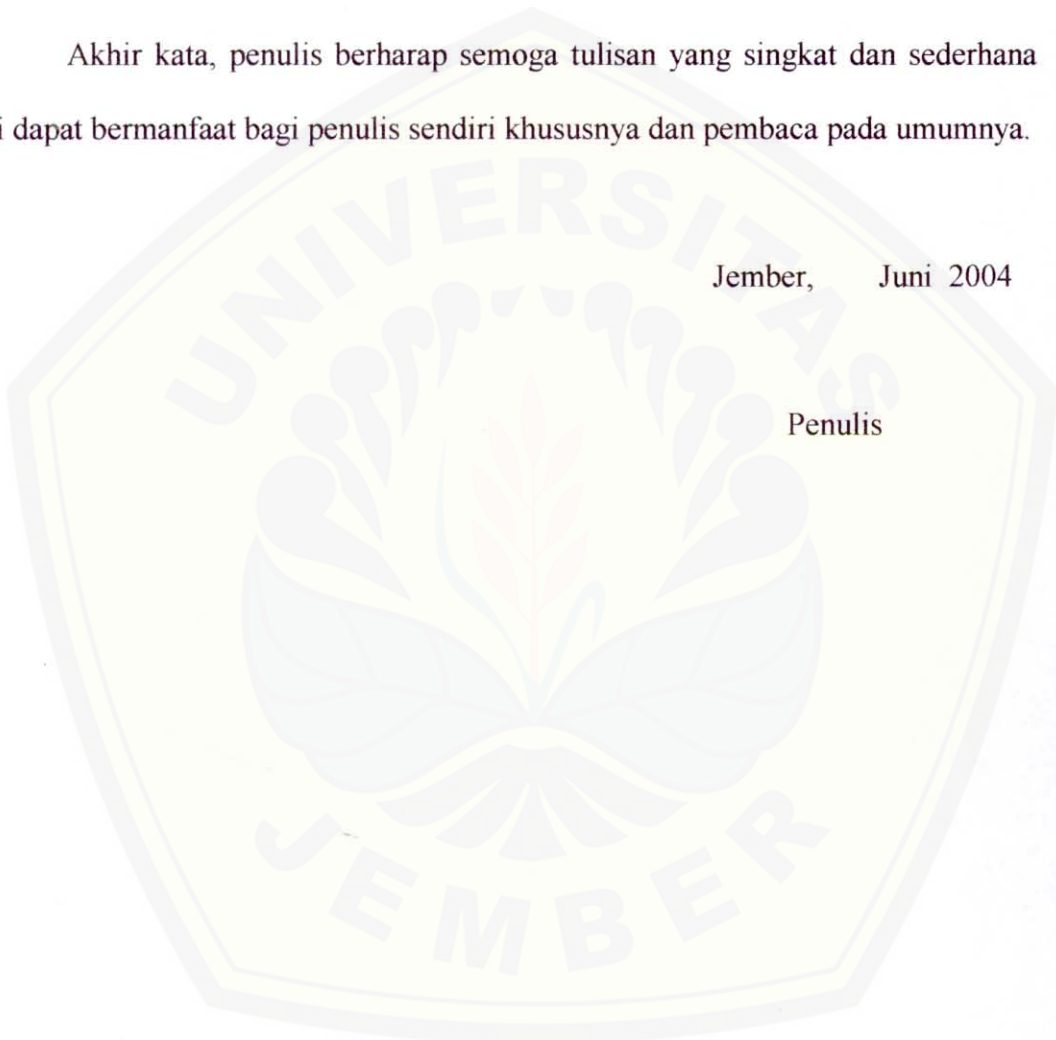 Akhir kata, penulis berharap semoga tulisan yang singkat dan sederhana
i dapat bermanfaat bagi penulis sendiri khususnya dan pembaca pada umumnya.
Jember, Juni 2004
Penulis
UNIVERSITAS
JEMBER